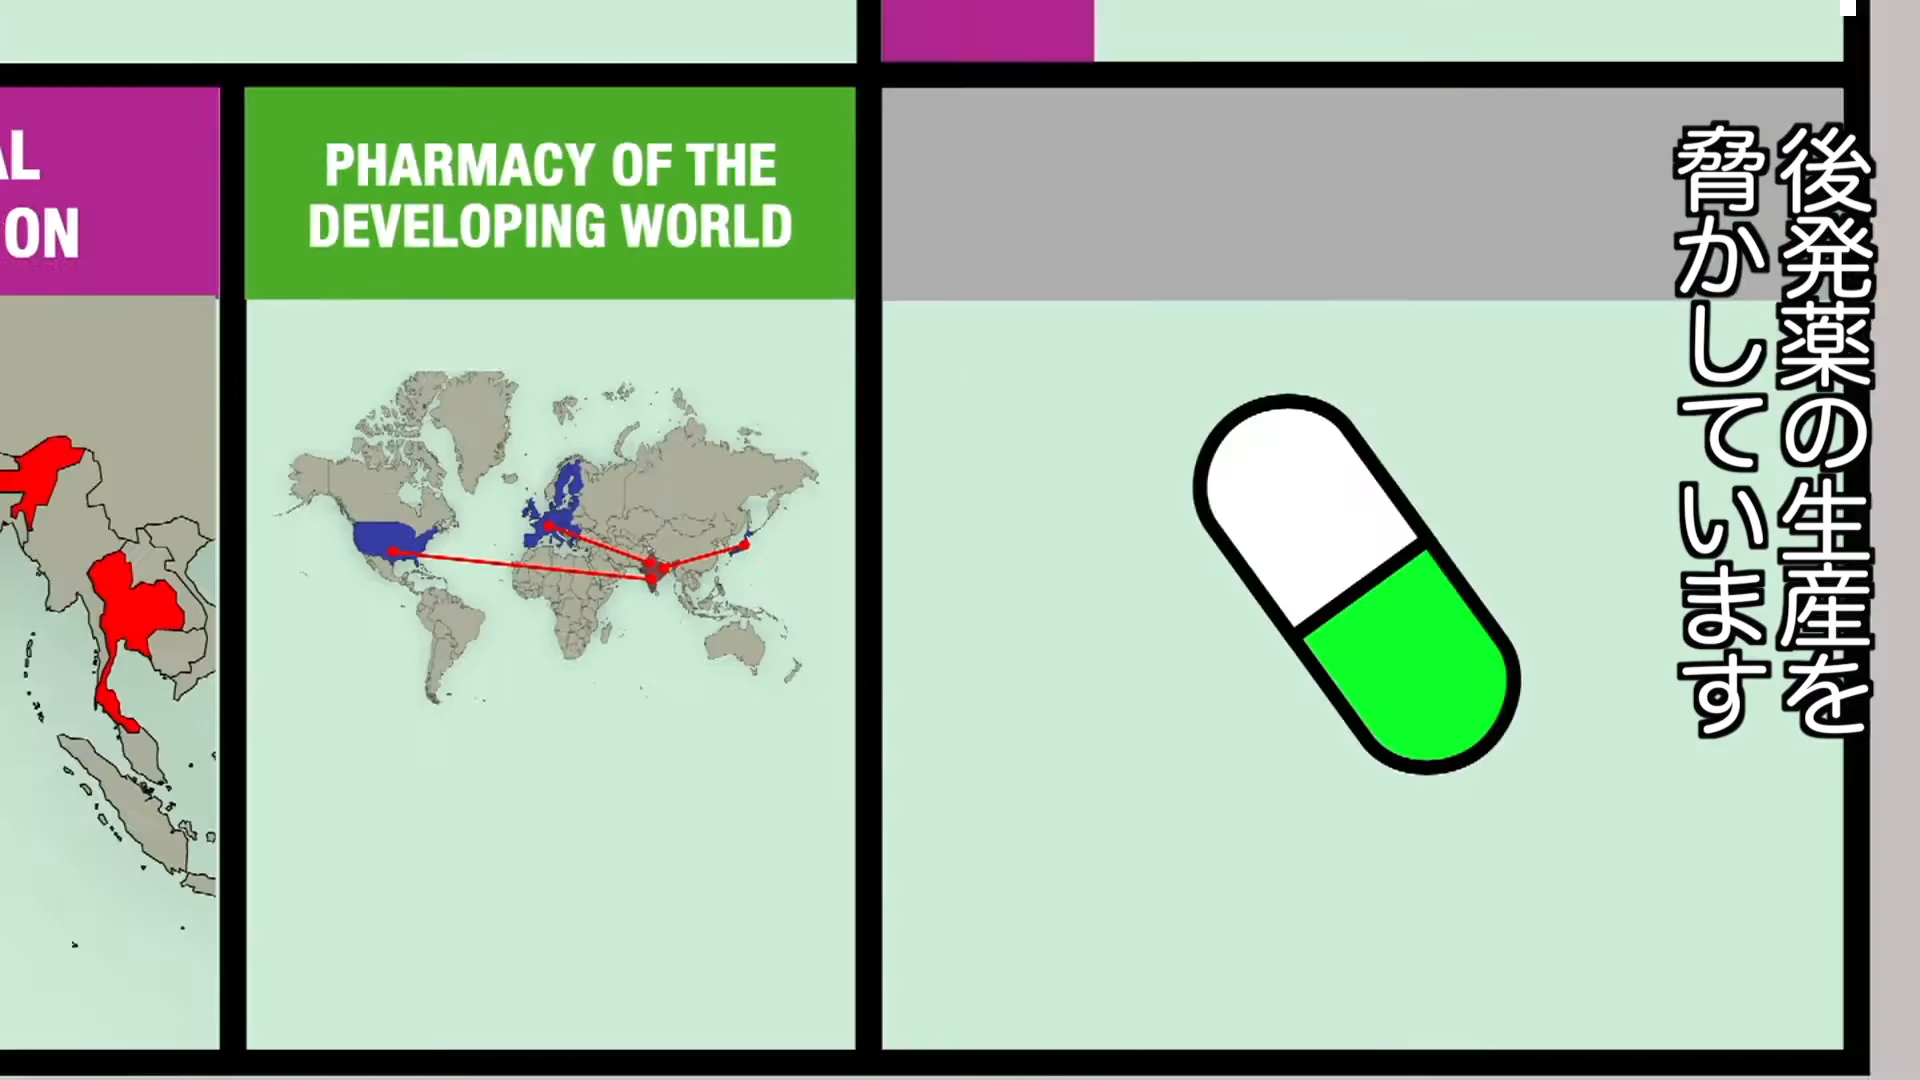 AL
ON
PHARMACY OF THE
DEVELOPING WORLD
後発薬の生産を
脅かしています